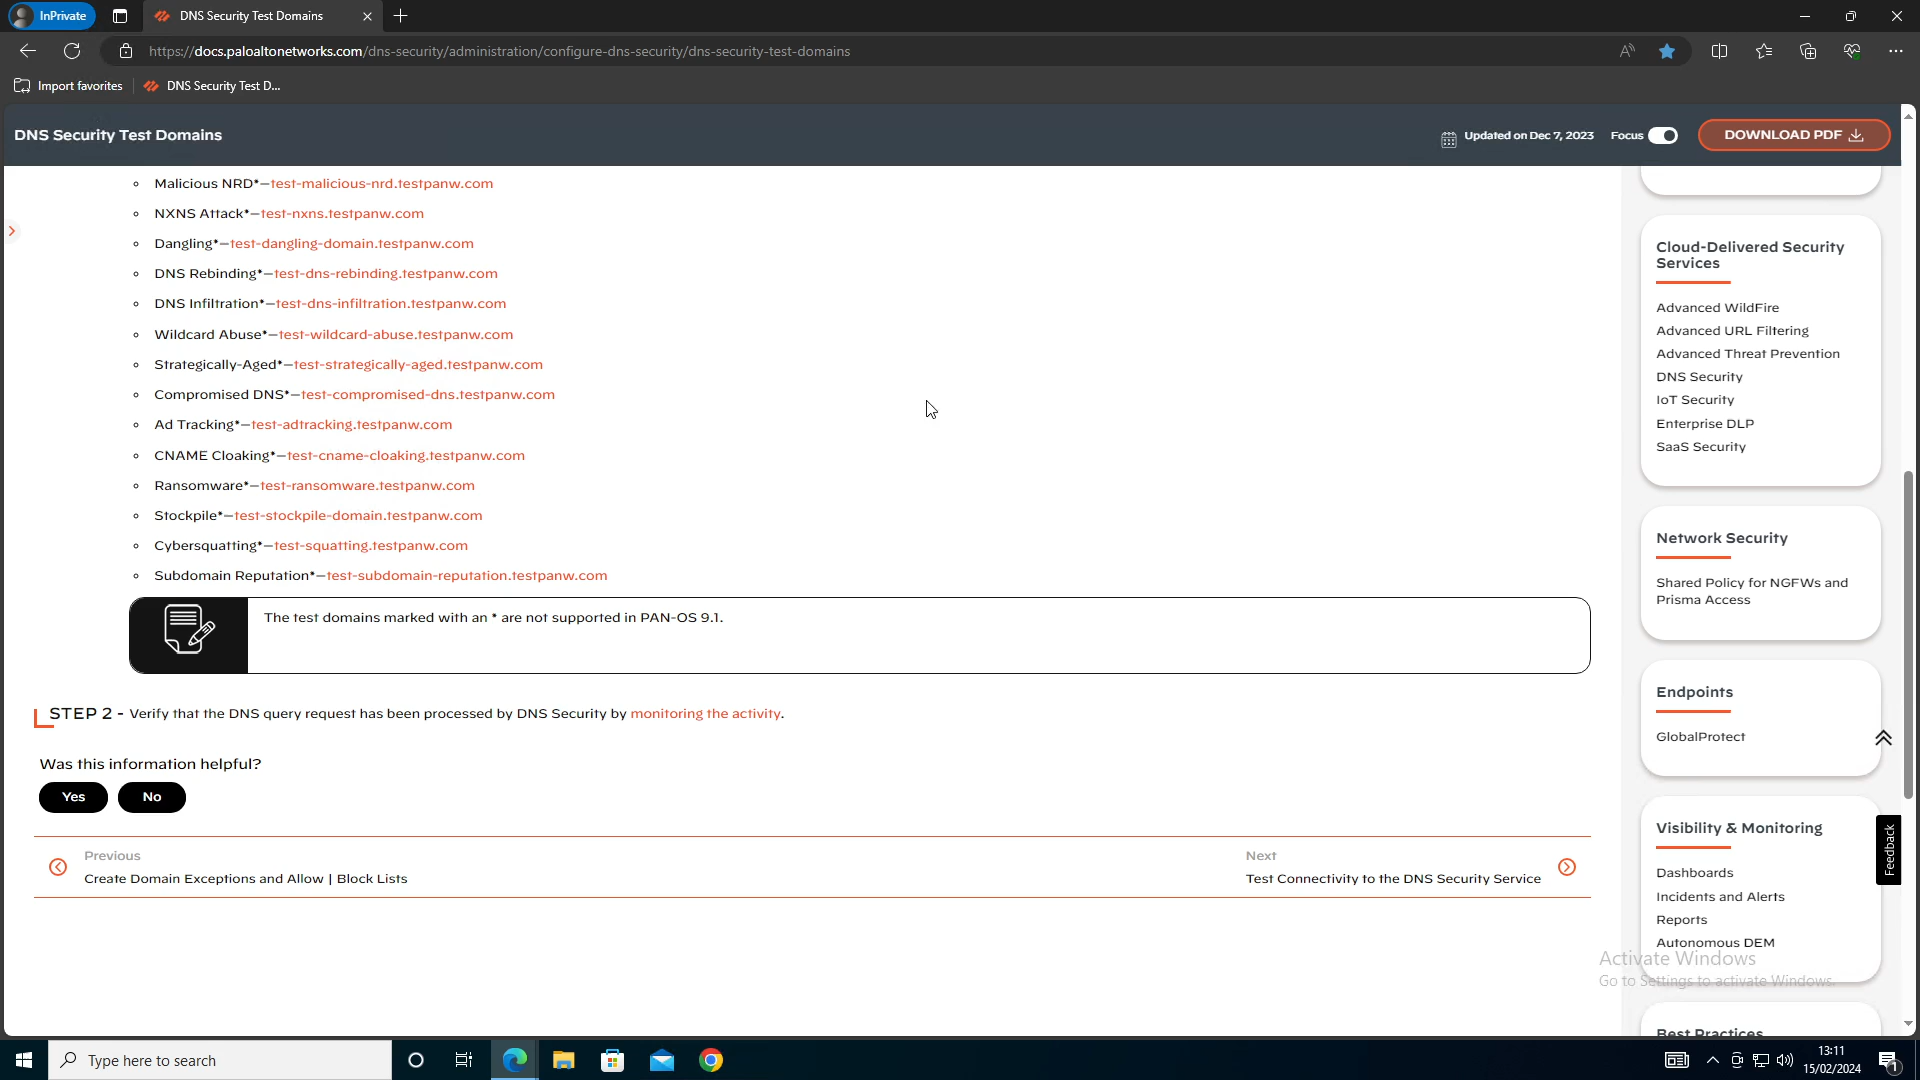 InPrivate
DNS Security Test Domains
https://docs.paloaltonetworks.com/dns-security/administration/configure-dns-security/dns-security-test-domains
Import favorites
DNS Security Test D...
DNS Security Test Domains
Updated on Dec 7, 2023
Focus
DOWNLOAD PDF
Malicious NRD*—test-malicious-nrd.testpanw.com
NXNS Attack*—test-nxns.testpanw.com
Dangling*—test-dangling-domain.testpanw.com
DNS Rebinding*—test-dns-rebinding.testpanw.com
DNS Infiltration*—test-dns-infiltration.testpanw.com
Wildcard Abuse*—test-wildcard-abuse.testpanw.com
Strategically-Aged*—test-strategically-aged.testpanw.com
Compromised DNS*—test-compromised-dns.testpanw.com
Ad Tracking*—test-adtracking.testpanw.com
CNAME Cloaking*—test-cname-cloaking.testpanw.com
Ransomware*—test-ransomware.testpanw.com
Stockpile*—test-stockpile-domain.testpanw.com
Cybersquatting*—test-squatting.testpanw.com
Subdomain Reputation*—test-subdomain-reputation.testpanw.com
The test domains marked with an * are not supported in PAN-OS 9.1.
STEP 2 - Verify that the DNS query request has been processed by DNS Security by monitoring the activity.
Was this information helpful?
Yes
No
Previous
Create Domain Exceptions and Allow | Block Lists
Next
Test Connectivity to the DNS Security Service
Cloud-Delivered Security
Services
Advanced WildFire
Advanced URL Filtering
Advanced Threat Prevention
DNS Security
IoT Security
Enterprise DLP
SaaS Security
Network Security
Shared Policy for NGFWs and
Prisma Access
Endpoints
GlobalProtect
Visibility & Monitoring
Dashboards
Incidents and Alerts
Reports
Autonomous DEM
Best Practices
Feedback
Activate Windows
Go to Settings to activate Windows.
Type here to search
13:11
15/02/2024
1